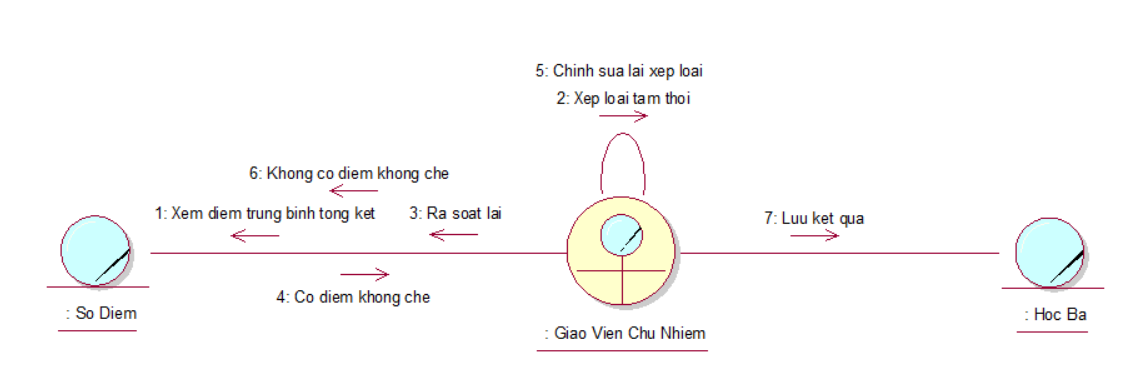 5: Chinh sua lai xep loai
2: Xep loai tam thoi
6: Khong co diem khong che
1: Xem diem trung binh tong ket
3: Ra soat lai
7: Luu ket qua
4: Co diem khong che
: So Diem
: Giao Vien Chu Nhiem
: Hoc Ba